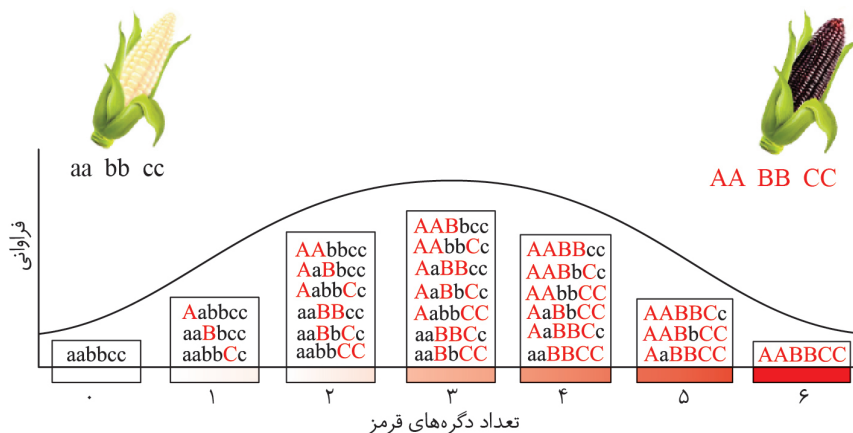 aa bb cc
AA BB CC
فراوانی
aabbcc
Aabbcc
aaBbcc
aabbCc
AAbbcc
AaBbcc
AabbCc
aaBBcc
aaBbCc
aabbCC
AABbcc
AAbbCc
AaBBcc
AaBbCc
AabbCC
aaBBCc
aaBbCC
AABBcc
AABbCc
AAbbCC
AaBbCC
AaBBCc
aaBBCC
AABBCc
AABbCC
AaBBCC
AABBCC
۰ ۱ ۲ ۳ ۴ ۵ ۶
تعداد دگره‌های قرمز